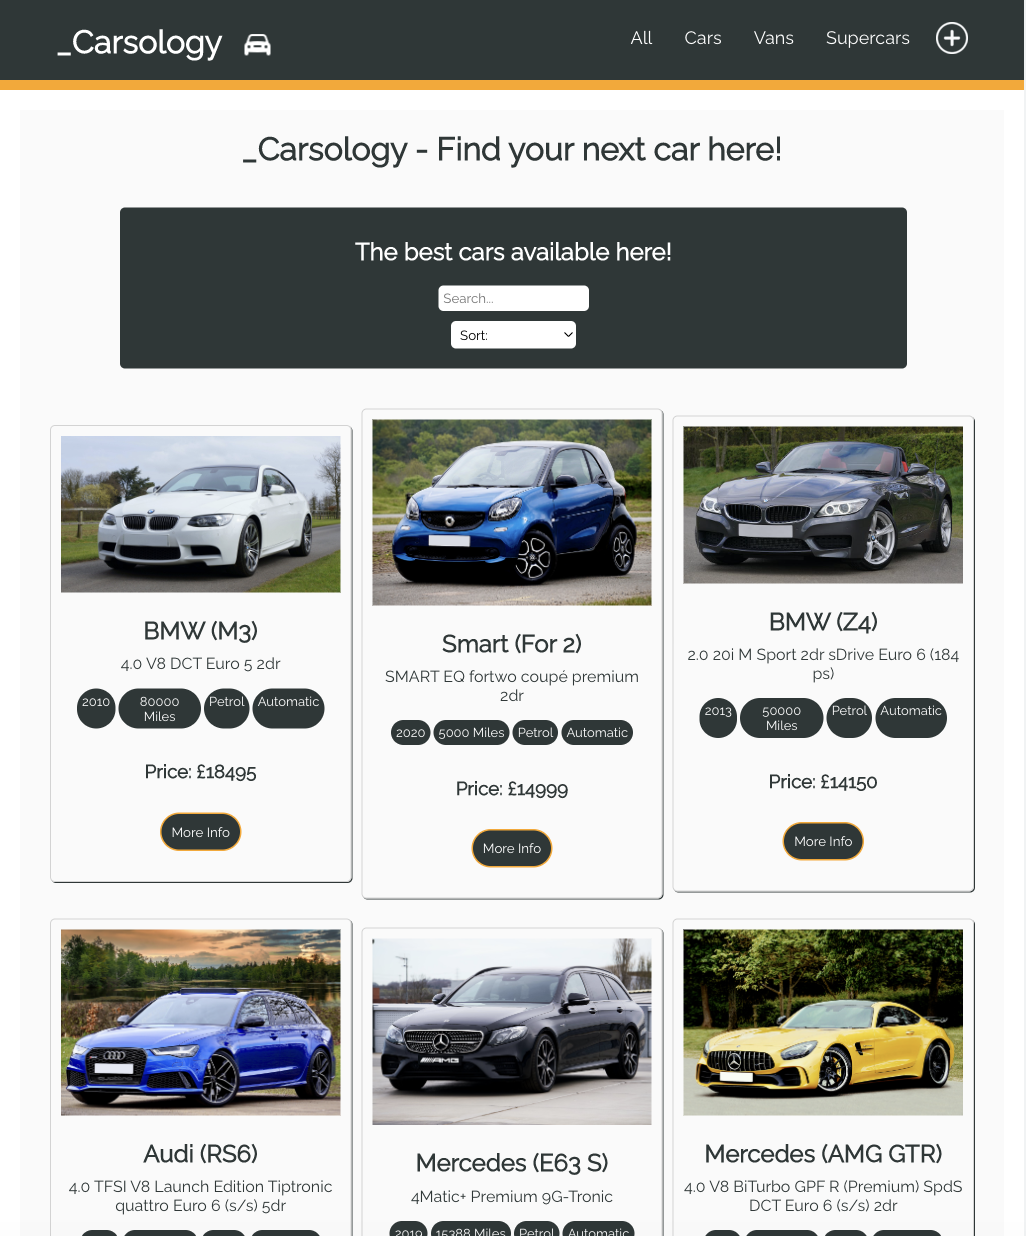 _Carsology
All Cars Vans Supercars
_Carsology - Find your next car here!
The best cars available here!
Search...
Sort:
BMW (M3)
4.0 V8 DCT Euro 5 2dr
2010 80000 Miles Petrol Automatic
Price: £18495
More Info
Smart (For 2)
SMART EQ fortwo coupé premium
2dr
2020 5000 Miles Petrol Automatic
Price: £14999
More Info
BMW (Z4)
2.0 20i M Sport 2dr sDrive Euro 6 (184
ps)
2013 50000 Miles Petrol Automatic
Price: £14150
More Info
Audi (RS6)
4.0 TFSI V8 Launch Edition Tiptronic
quattro Euro 6 (s/s) 5dr
AMG
Mercedes (E63 S)
4Matic+ Premium 9G-Tronic
2019 15388 Miles Petrol Automatic
Mercedes (AMG GTR)
4.0 V8 BiTurbo GPF R (Premium) SpdS
DCT Euro 6 (s/s) 2dr